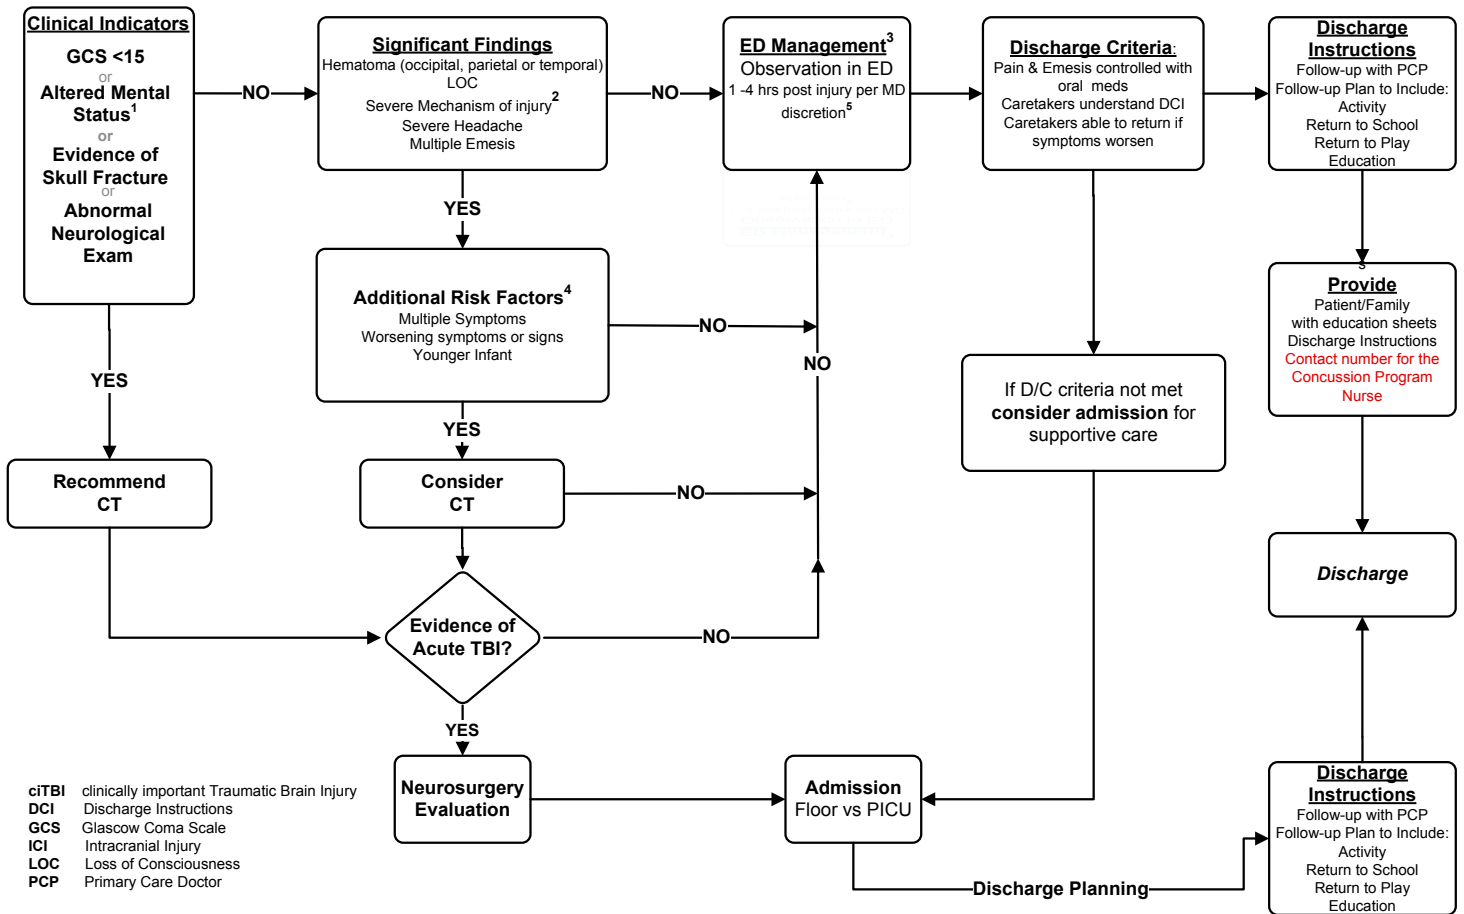 Clinical Indicators
GCS <15
or
Altered Mental
Status1
or
Evidence of
Skull Fracture
or
Abnormal
Neurological
Exam
NO
Significant Findings
Hematoma (occipital, parietal or temporal)
LOC
Severe Mechanism of injury2
Severe Headache
Multiple Emesis
NO
ED Management3
Observation in ED
1 -4 hrs post injury per MD
discretion5
Discharge Criteria:
Pain & Emesis controlled with
oral meds
Caretakers understand DCI
Caretakers able to return if
symptoms worsen
Discharge
Instructions
Follow-up with PCP
Follow-up Plan to Include:
Activity
Return to School
Return to Play
Education
YES
YES
Additional Risk Factors4
Multiple Symptoms
Worsening symptoms or signs
Younger Infant
NO
NO
s
Provide
Patient/Family
with education sheets
Discharge Instructions
Contact number for the
Concussion Program
Nurse
If D/C criteria not met
consider admission for
supportive care
YES
Recommend
CT
Consider
CT
NO
Discharge
Evidence of
Acute TBI?
NO
YES
Neurosurgery
Evaluation
Admission
Floor vs PICU
Discharge Planning
Discharge
Instructions
Follow-up with PCP
Follow-up Plan to Include:
Activity
Return to School
Return to Play
Education
ciTBI clinically important Traumatic Brain Injury
DCI Discharge Instructions
GCS Glascow Coma Scale
ICI Intracranial Injury
LOC Loss of Consciousness
PCP Primary Care Doctor